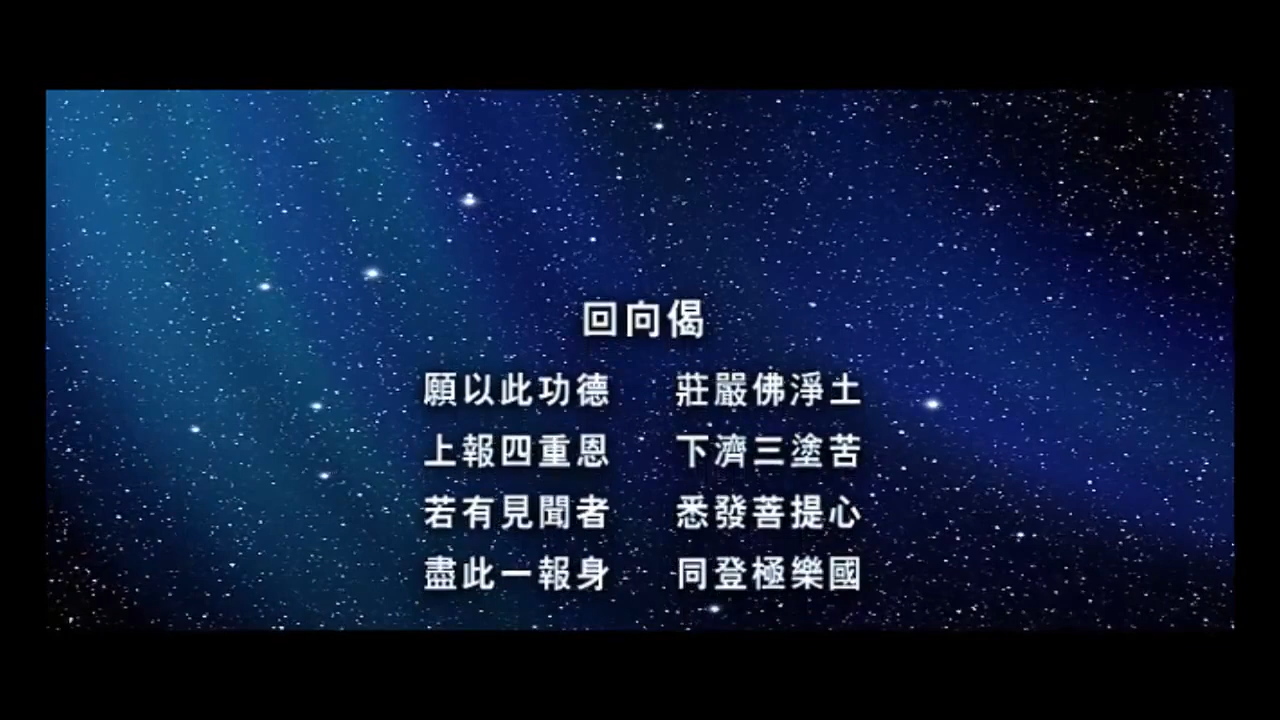 回向偈
願以此功德 莊嚴佛淨土
上報四重恩 下濟三塗苦
若有見聞者 悉發菩提心
盡此一報身 同登極樂國